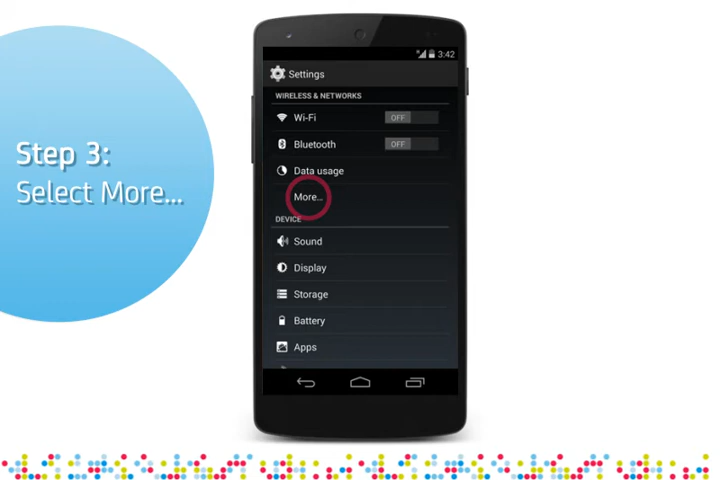 Step 3:
Select More...
3:42
Settings
WIRELESS & NETWORKS
Wi-Fi OFF
Bluetooth OFF
Data usage
More...
DEVICE
Sound
Display
Storage
Battery
Apps